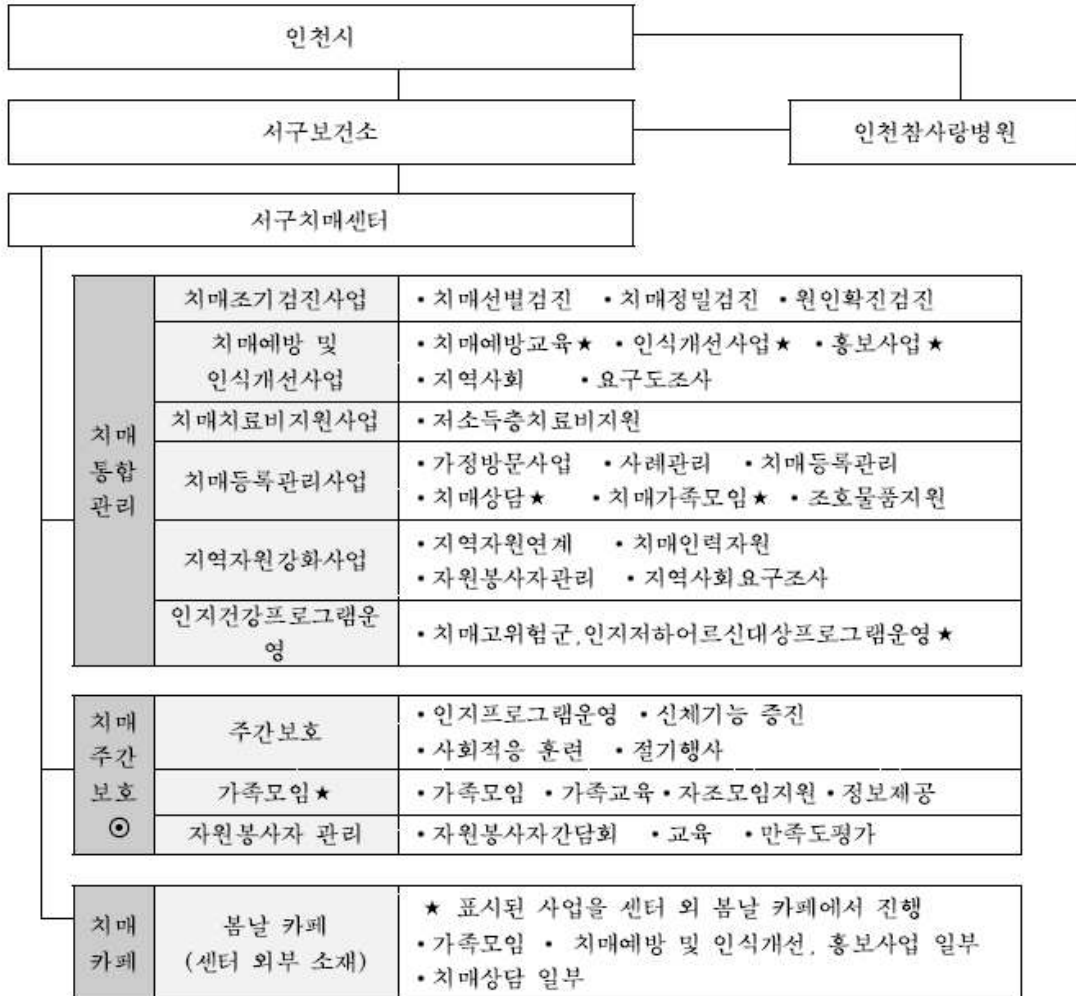 인천시
서구보건소
인천참사랑병원
서구치매센터
치매
통합
관리
치매조기검진사업
•치매선별검진 •치매정밀검진 •원인확진검진
치매예방 및
인식개선사업
•치매예방교육★ •인식개선사업★ •홍보사업★
•지역사회 •요구도조사
치매치료비지원사업
•저소득층치료비지원
치매등록관리사업
•가정방문사업 •사례관리 •치매등록관리
•치매상담★ •치매가족모임★ •조호물품지원
지역자원강화사업
•지역자원연계 •치매인력자원
•자원봉사자관리 •지역사회요구조사
인지건강프로그램운
영
•치매고위험군,인지저하어르신대상프로그램운영★
치매
주간
보호
⊙
주간보호
•인지프로그램운영 •신체기능 증진
•사회적응 훈련 •절기행사
가족모임★
•가족모임 •가족교육•자조모임지원•정보제공
자원봉사자 관리
•자원봉사자간담회 •교육 •만족도평가
치매
카페
봄날 카페
(센터 외부 소재)
★ 표시된 사업을 센터 외 봄날 카페에서 진행
•가족모임 • 치매예방 및 인식개선, 홍보사업 일부
•치매상담 일부